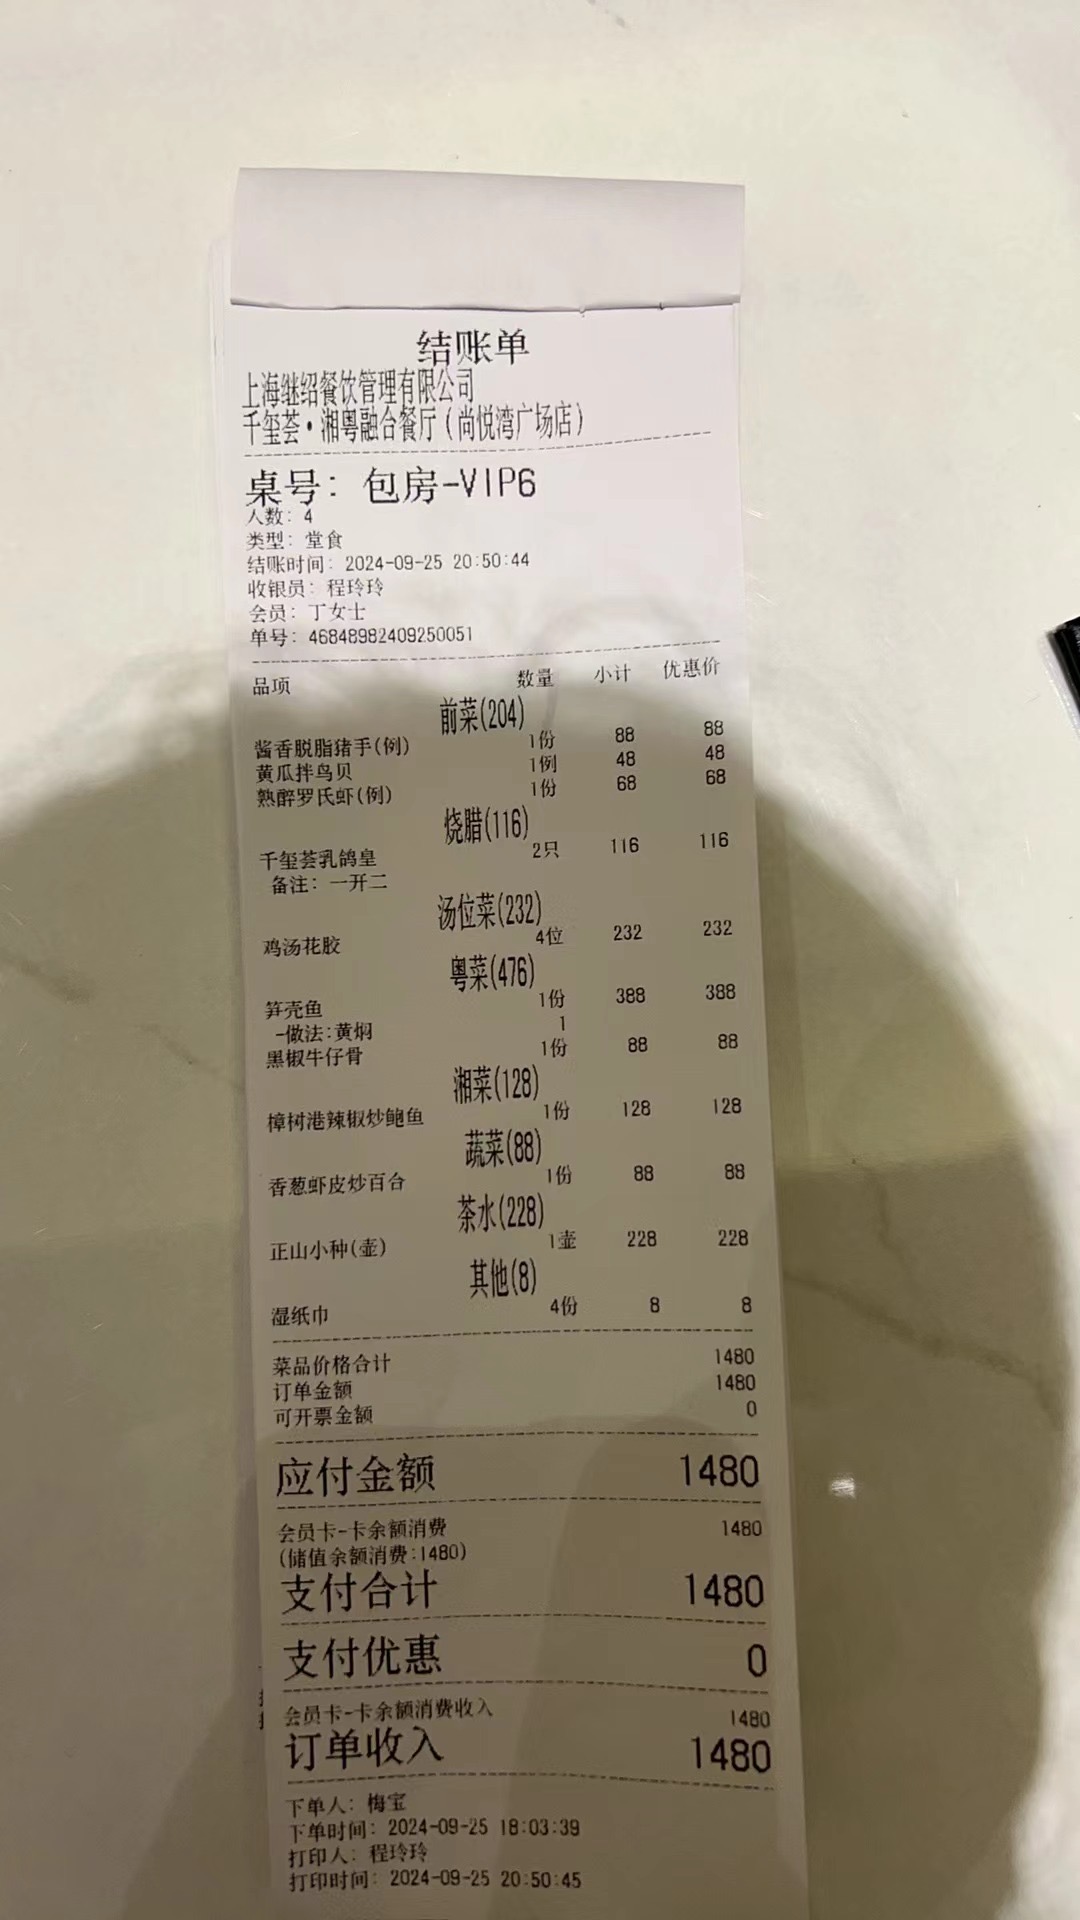 结账单
上海继绍餐饮管理有限公司
千玺荟·湘粤融合餐厅(尚悦湾广场店)
桌号: 包房-VIP6
人数: 4
类型: 堂食
结账时间: 2024-09-25 20:50:44
收银员: 程玲玲
会员: 丁女士
单号: 46848982409250051
品项 数量 小计 优惠价
前菜(204)
酱香脱脂猪手(例) 1份 88 88
黄瓜拌鸟贝 1例 48 48
熟醉罗氏虾(例) 1份 68 68
烧腊(116)
千玺荟乳鸽皇 2只 116 116
备注: 一开二
汤位菜(232)
鸡汤花胶 4位 232 232
粤菜(476)
笋壳鱼 1份 388 388
-做法:黄焖 1
黑椒牛仔骨 1份 88 88
湘菜(128)
樟树港辣椒炒鲍鱼 1份 128 128
蔬菜(88)
香葱虾皮炒百合 1份 88 88
茶水(228)
正山小种(壶) 1壶 228 228
其他(8)
湿纸巾 4份 8 8
菜品价格合计 1480
订单金额 1480
可开票金额 0
应付金额 1480
会员卡-卡余额消费 1480
(储值余额消费:1480)
支付合计 1480
支付优惠 0
会员卡-卡余额消费收入 1480
订单收入 1480
下单人: 梅宝
下单时间: 2024-09-25 18:03:39
打印人: 程玲玲
打印时间: 2024-09-25 20:50:45